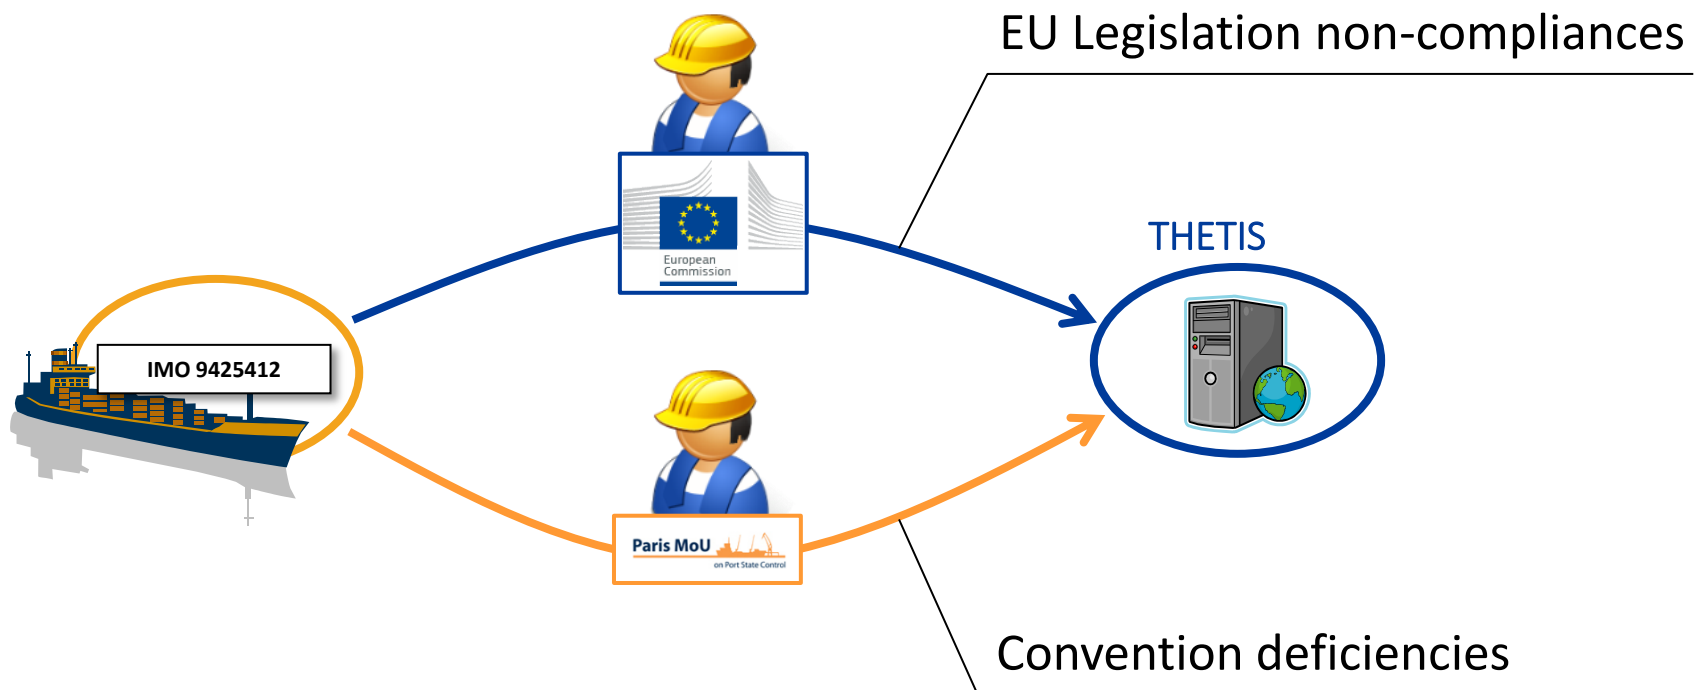 EU Legislation non-compliances
European
Commission
THETIS
IMO 9425412
Paris MoU
on Port State Control
Convention deficiencies